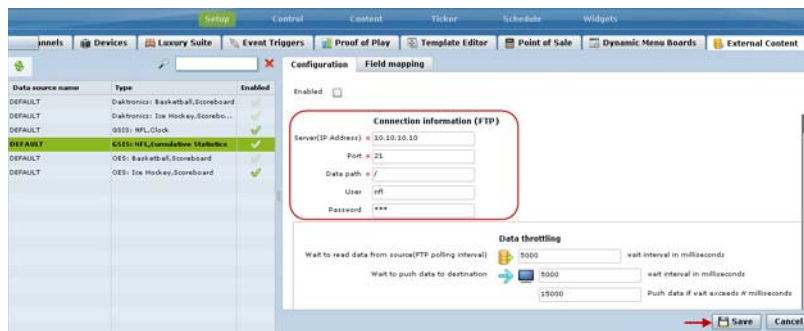 Setup Control Content Ticker Schedule Widgets
nnels Devices Luxury Suite Event Triggers Proof of Play Template Editor Point of Sale Dynamic Menu Boards External Content
Configuration Field mapping
Data source name Type Enabled
DEFAULT Daktronics: Basketball,Scoreboard
DEFAULT Daktronics: Ice Hockey,Scorebo...
DEFAULT GSIS: NFL,Clock
DEFAULT GSIS: NFL,Cumulative Statistics
DEFAULT OES: Basketball,Scoreboard
DEFAULT OES: Ice Hockey,Scoreboard
Enabled
Connection information (FTP)
Server(IP Address) * 10.10.10.10
Port * 21
Data path * /
User nfl
Password ***
Data throttling
Wait to read data from source(FTP polling interval) 5000 wait interval in milliseconds
Wait to push data to destination 5000 wait interval in milliseconds
15000 Push data if wait exceeds N milliseconds
Save Cancel